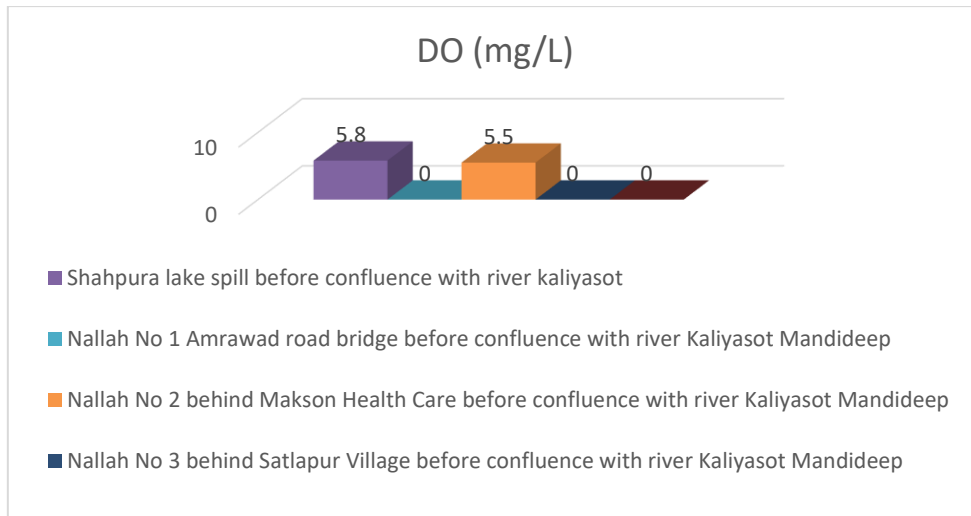 DO (mg/L)
10
0
5.8
0
5.5
0
0
Shahpura lake spill before confluence with river kaliyasot
Nallah No 1 Amrawad road bridge before confluence with river Kaliyasot Mandideep
Nallah No 2 behind Makson Health Care before confluence with river Kaliyasot Mandideep
Nallah No 3 behind Satlapur Village before confluence with river Kaliyasot Mandideep